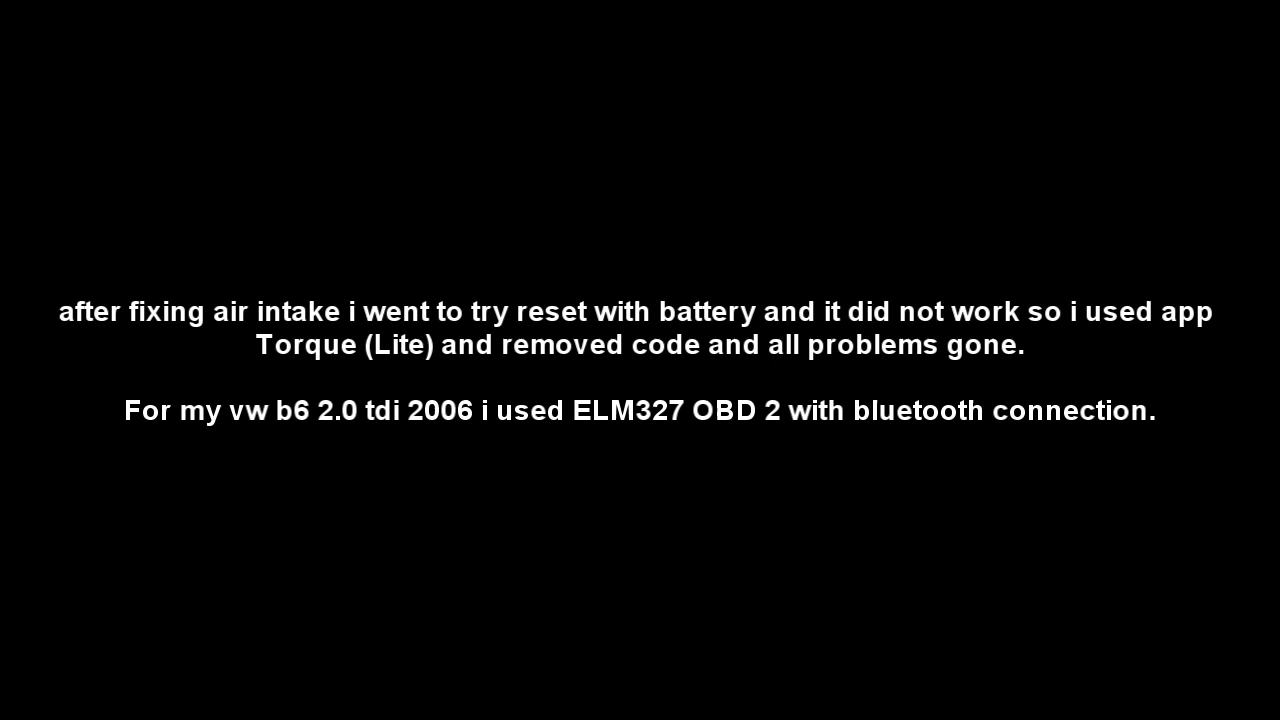 after fixing air intake i went to try reset with battery and it did not work so i used app
Torque (Lite) and removed code and all problems gone.
For my vw b6 2.0 tdi 2006 i used ELM327 OBD 2 with bluetooth connection.